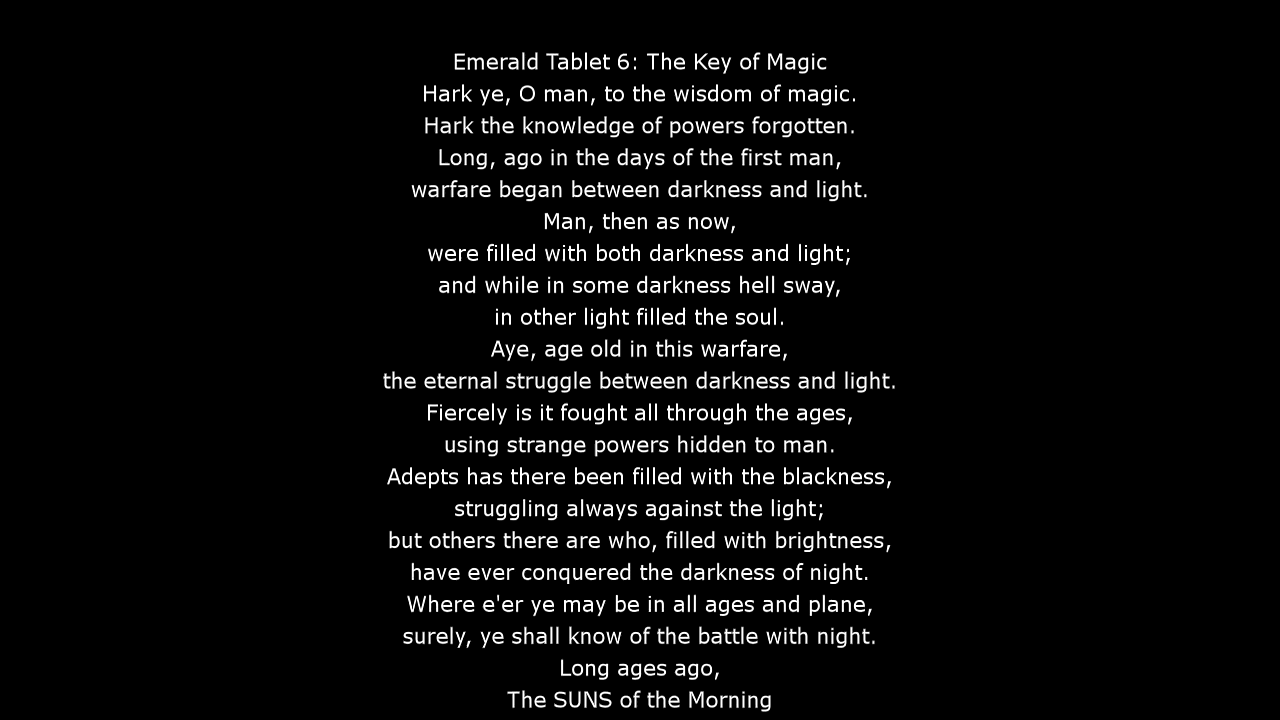 Emerald Tablet 6: The Key of Magic
Hark ye, O man, to the wisdom of magic.
Hark the knowledge of powers forgotten.
Long, ago in the days of the first man,
warfare began between darkness and light.
Man, then as now,
were filled with both darkness and light;
and while in some darkness hell sway,
in other light filled the soul.
Aye, age old in this warfare,
the eternal struggle between darkness and light.
Fiercely is it fought all through the ages,
using strange powers hidden to man.
Adepts has there been filled with the blackness,
struggling always against the light;
but others there are who, filled with brightness,
have ever conquered the darkness of night.
Where e'er ye may be in all ages and plane,
surely, ye shall know of the battle with night.
Long ages ago,
The SUNS of the Morning